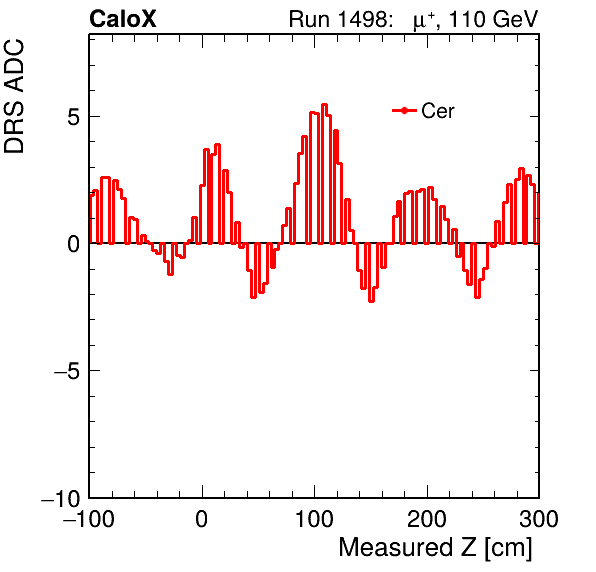 CaloX Run 1498: μ⁺, 110 GeV
DRS ADC
Cer
5
0
−5
−10
−100 0 100 200 300
Measured Z [cm]